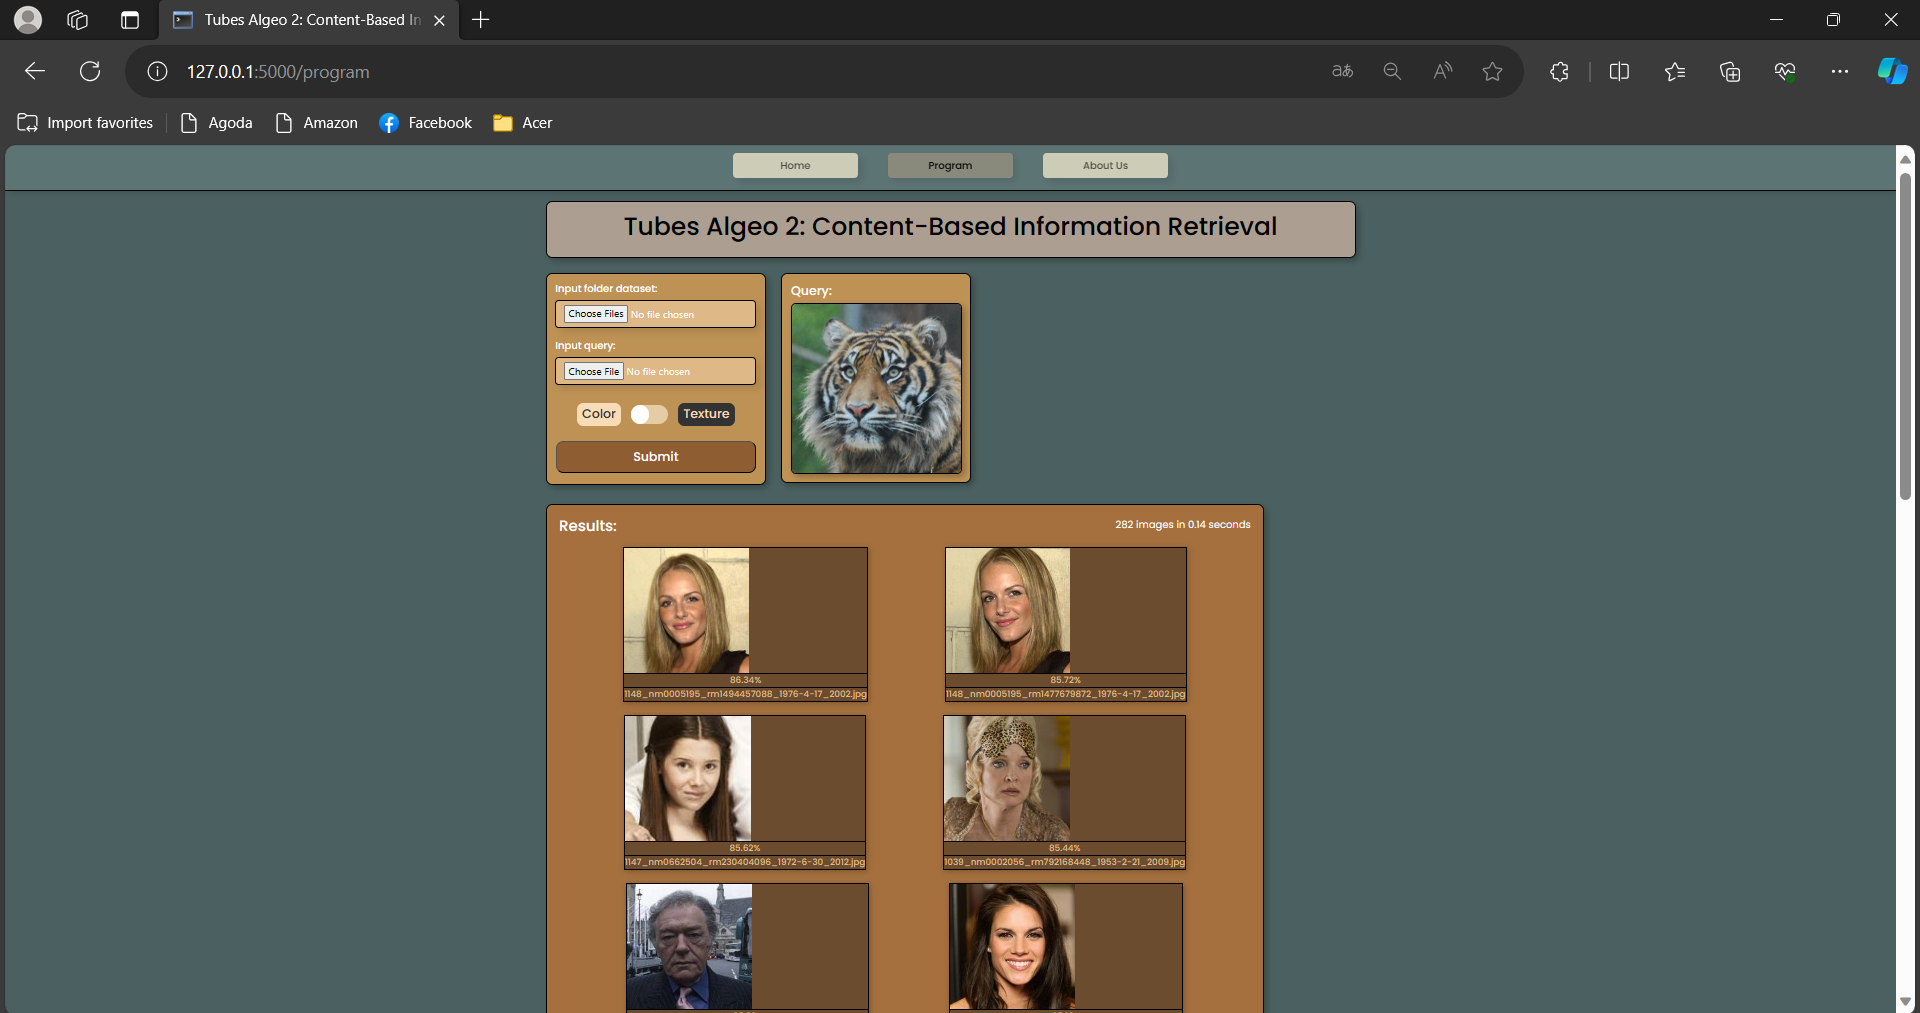 Tubes Algeo 2: Content-Based In
127.0.0.1:5000/program
Import favorites
Agoda
Amazon
Facebook
Acer
Home
Program
About Us
Tubes Algeo 2: Content-Based Information Retrieval
Input folder dataset:
Choose Files No file chosen
Input query:
Choose File No file chosen
Color
Texture
Submit
Query:
Results:
282 images in 0.14 seconds
86.34%
1148_nm0005195_rm1494457088_1976-4-17_2002.jpg
85.72%
1148_nm0005195_rm1477679872_1976-4-17_2002.jpg
85.62%
1147_nm0662504_rm230404096_1972-6-30_2012.jpg
85.44%
1039_nm0002056_rm792168448_1953-2-21_2009.jpg